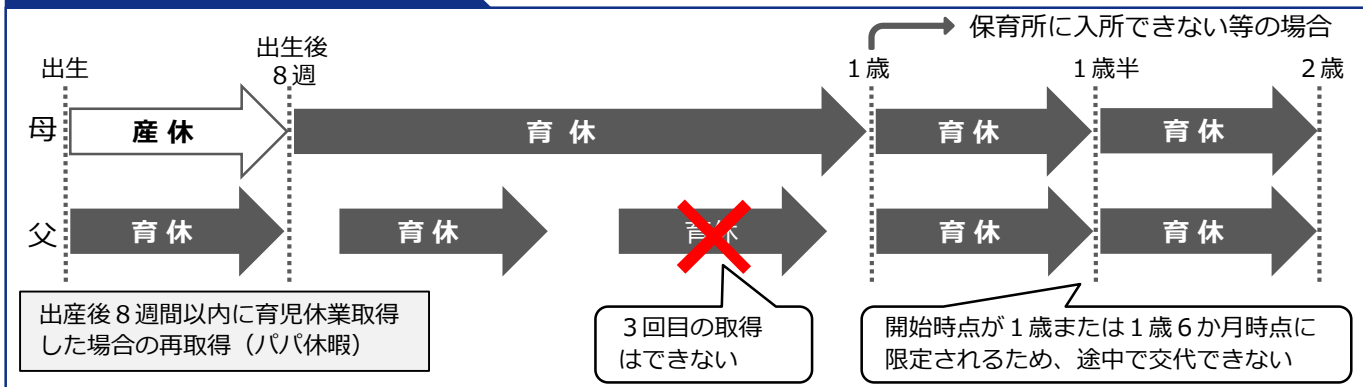 保育所に入所できない等の場合
出生
出生後
８週
１歳
１歳半
２歳
母
産 休
育 休
育 休
育 休
父
育 休
育 休
育休
育 休
育 休
出産後８週間以内に育児休業取得
した場合の再取得（パパ休暇）
３回目の取得
はできない
開始時点が１歳または１歳６か月時点に
限定されるため、途中で交代できない